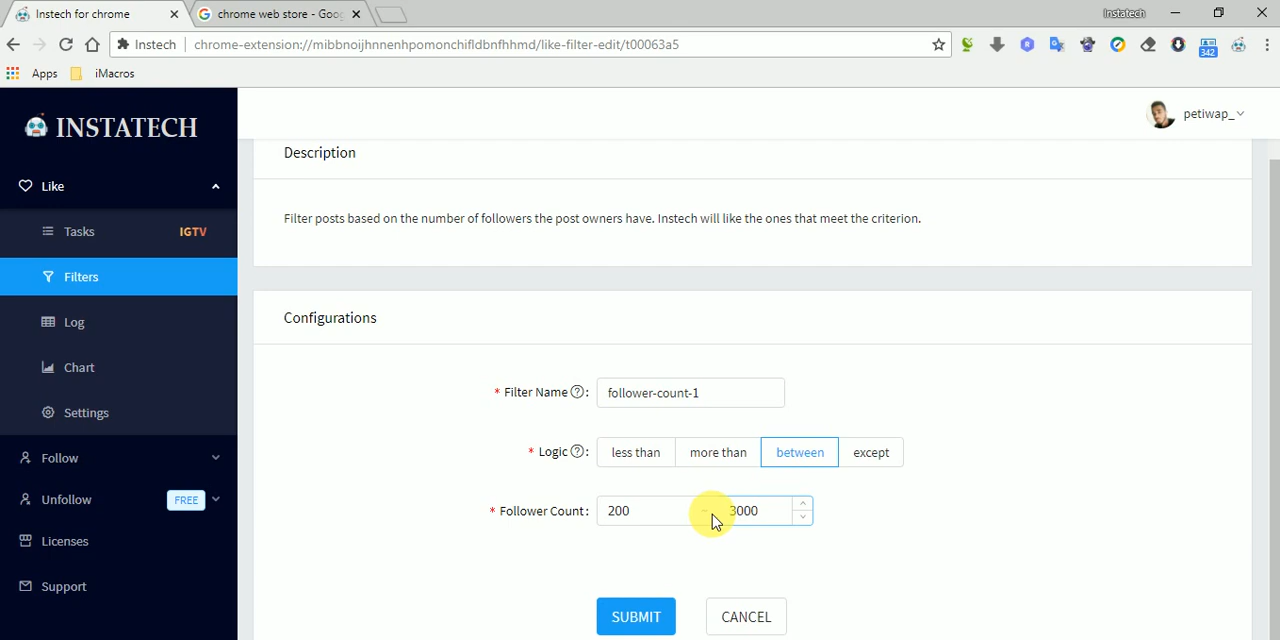 Instech for chrome
chrome web store - Goo
Instatech
Instech
chrome-extension://mibbnoijhnnenhpomonchifldbnfhhmd/like-filter-edit/t00063a5
342
Apps
iMacros
INSTATECH
petiwap_
Like
Tasks IGTV
Filters
Log
Chart
Settings
Follow
Unfollow FREE
Licenses
Support
Description
Filter posts based on the number of followers the post owners have. Instech will like the ones that meet the criterion.
Configurations
* Filter Name ? : follower-count-1
* Logic ? : less than more than between except
* Follower Count : 200 ~ 3000
SUBMIT CANCEL